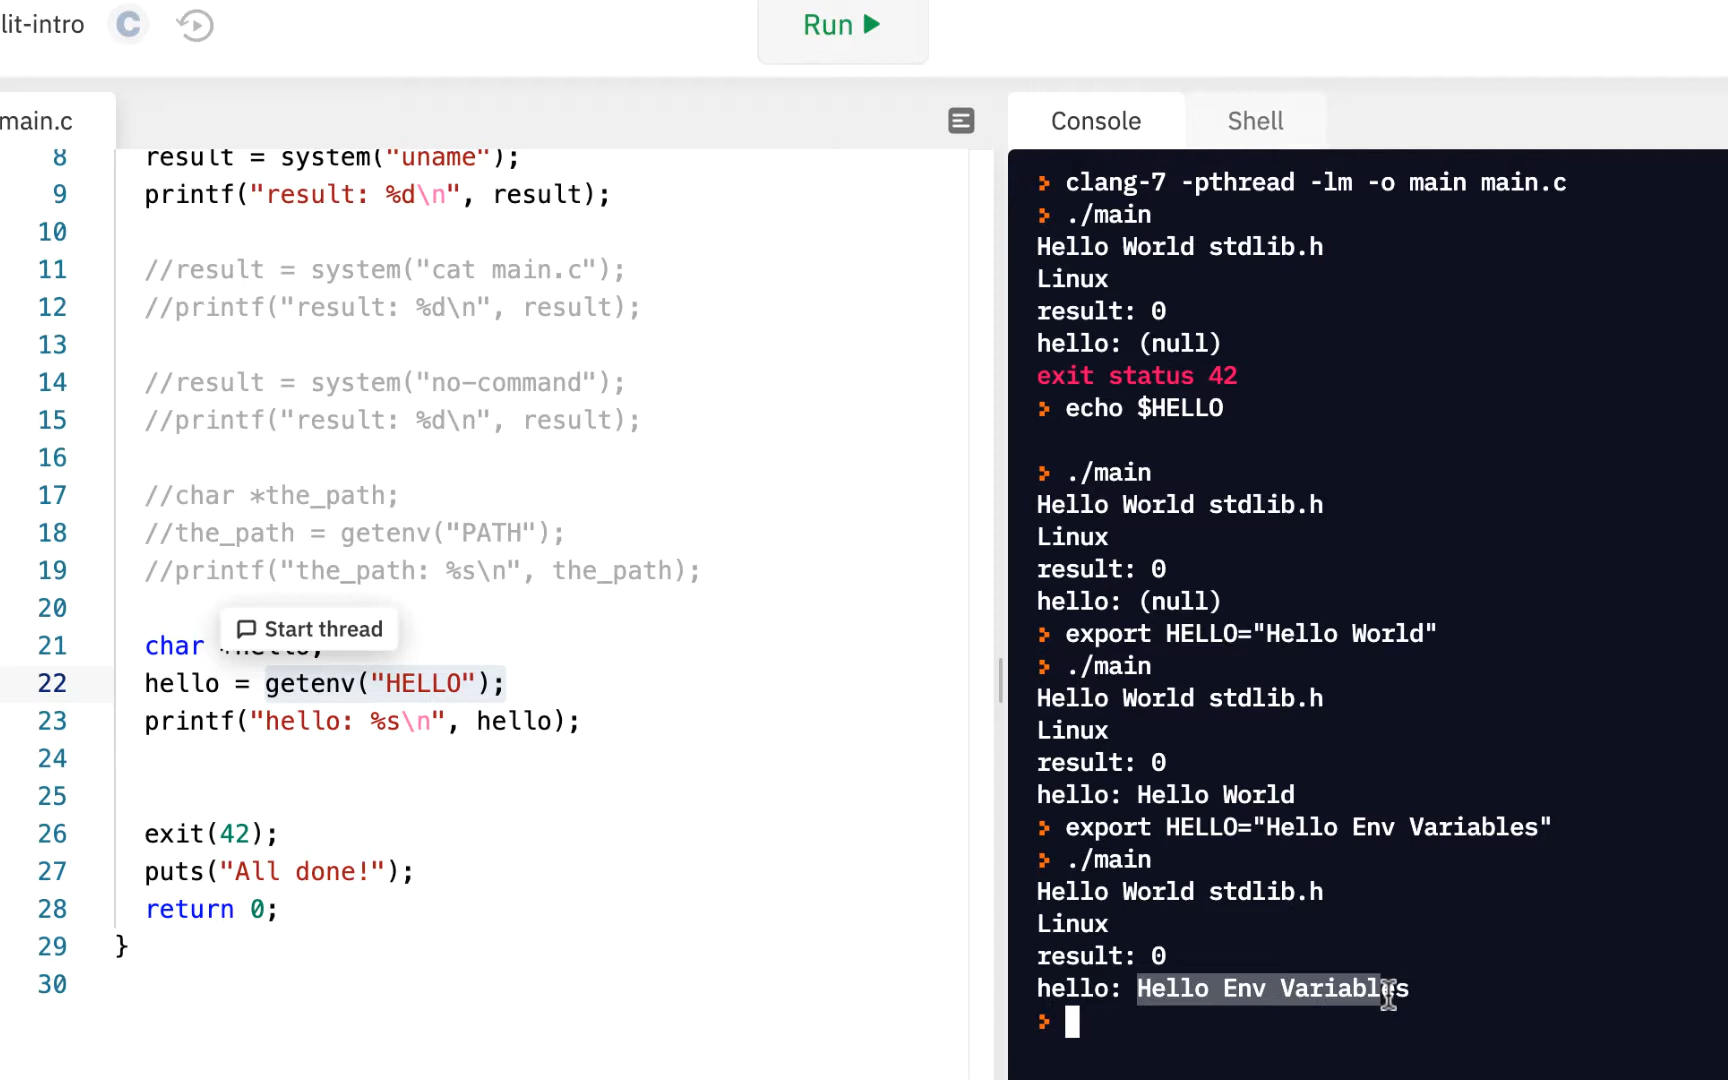 lit-intro C
Run
main.c
8 result = system("uname");
9 printf("result: %d\n", result);
10
11 //result = system("cat main.c");
12 //printf("result: %d\n", result);
13
14 //result = system("no-command");
15 //printf("result: %d\n", result);
16
17 //char *the_path;
18 //the_path = getenv("PATH");
19 //printf("the_path: %s\n", the_path);
20
Start thread
21 char *hello;
22 hello = getenv("HELLO");
23 printf("hello: %s\n", hello);
24
25
26 exit(42);
27 puts("All done!");
28 return 0;
29 }
30
Console Shell
clang-7 -pthread -lm -o main main.c
./main
Hello World stdlib.h
Linux
result: 0
hello: (null)
exit status 42
echo $HELLO
./main
Hello World stdlib.h
Linux
result: 0
hello: (null)
export HELLO="Hello World"
./main
Hello World stdlib.h
Linux
result: 0
hello: Hello World
export HELLO="Hello Env Variables"
./main
Hello World stdlib.h
Linux
result: 0
hello: Hello Env Variables